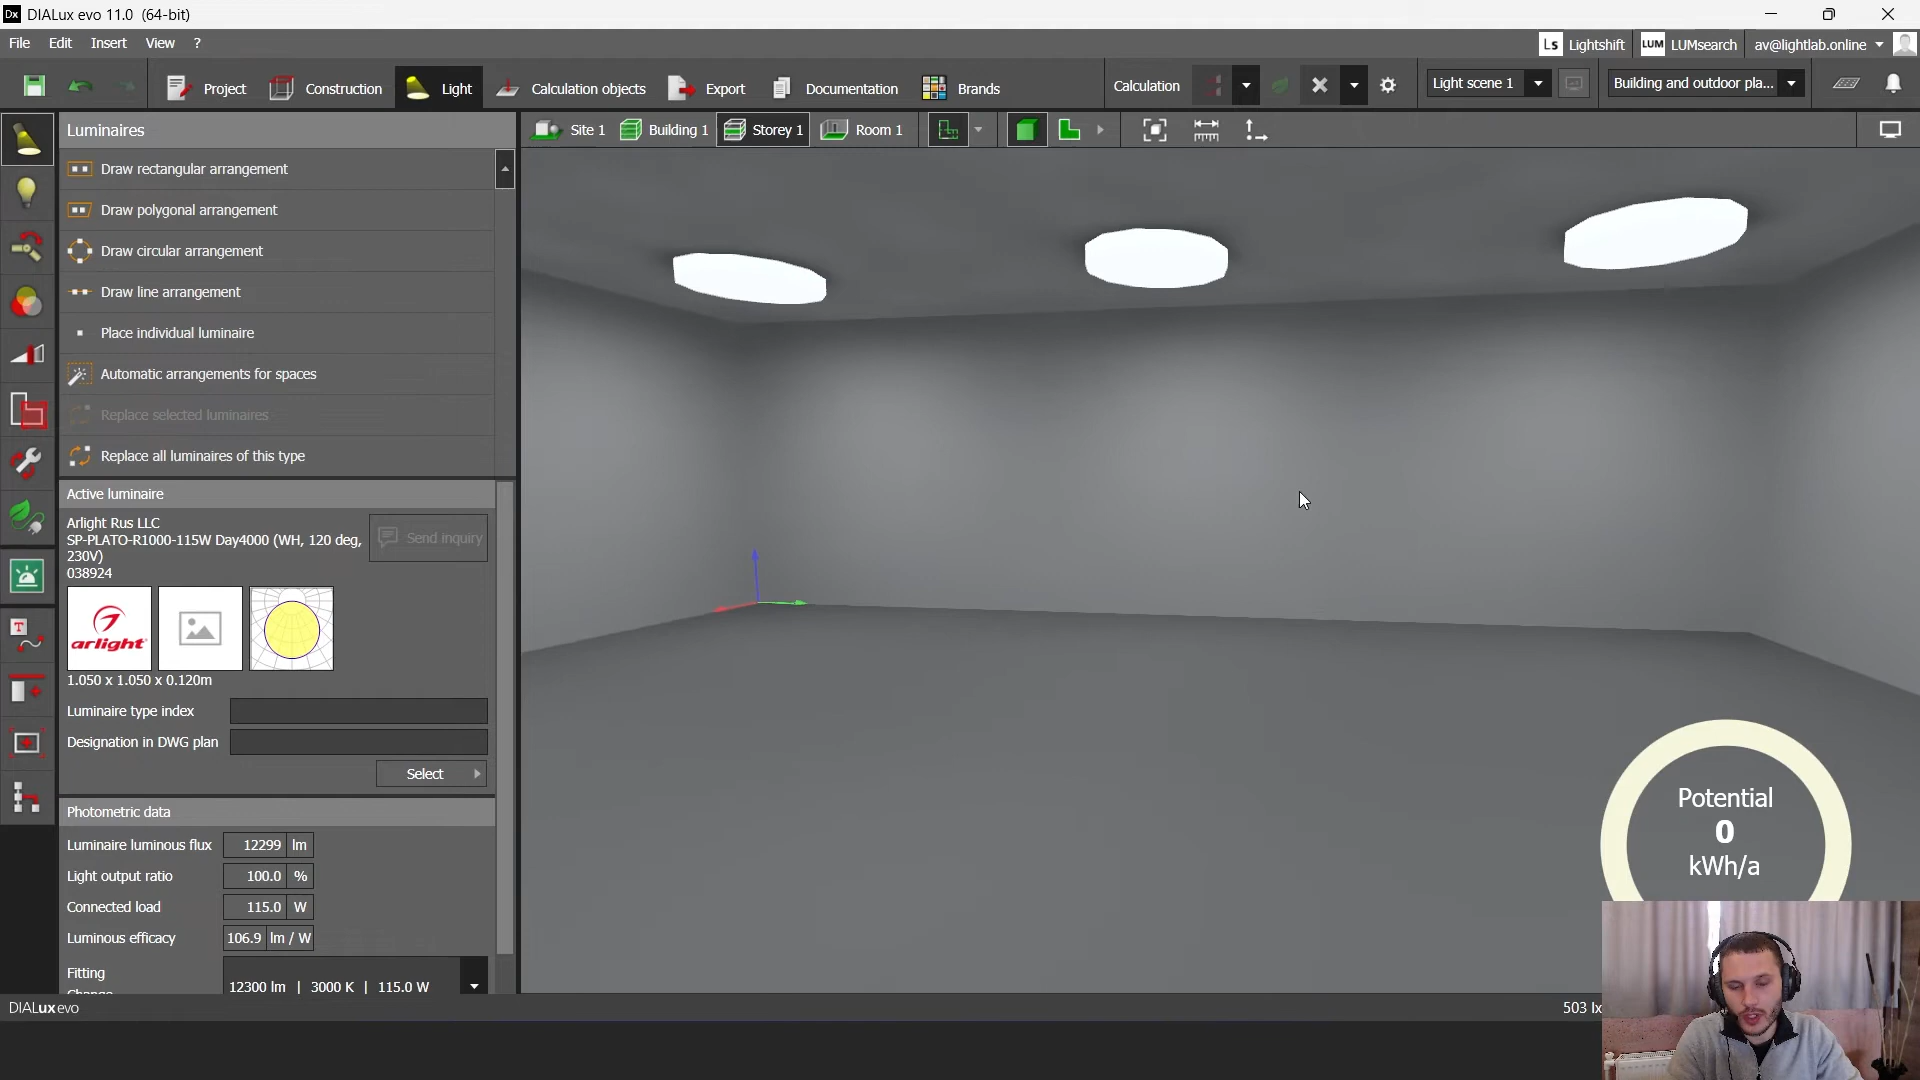 DIALux evo 11.0 (64-bit)
File Edit Insert View ?
Ls Lightshift LUM LUMsearch av@lightlab.online
Project Construction Light Calculation objects Export Documentation Brands Calculation Light scene 1 Building and outdoor pla...
Luminaires
Site 1 Building 1 Storey 1 Room 1
Draw rectangular arrangement
Draw polygonal arrangement
Draw circular arrangement
Draw line arrangement
Place individual luminaire
Automatic arrangements for spaces
Replace selected luminaires
Replace all luminaires of this type
Active luminaire
Arlight Rus LLC
SP-PLATO-R1000-115W Day4000 (WH, 120 deg,
230V)
038924
Send inquiry
arlight
1.050 x 1.050 x 0.120m
Luminaire type index
Designation in DWG plan
Select
Photometric data
Luminaire luminous flux 12299 lm
Light output ratio 100.0 %
Connected load 115.0 W
Luminous efficacy 106.9 lm / W
Fitting
12300 lm | 3000 K | 115.0 W
Potential
0
kWh/a
DIALux evo
503 lx